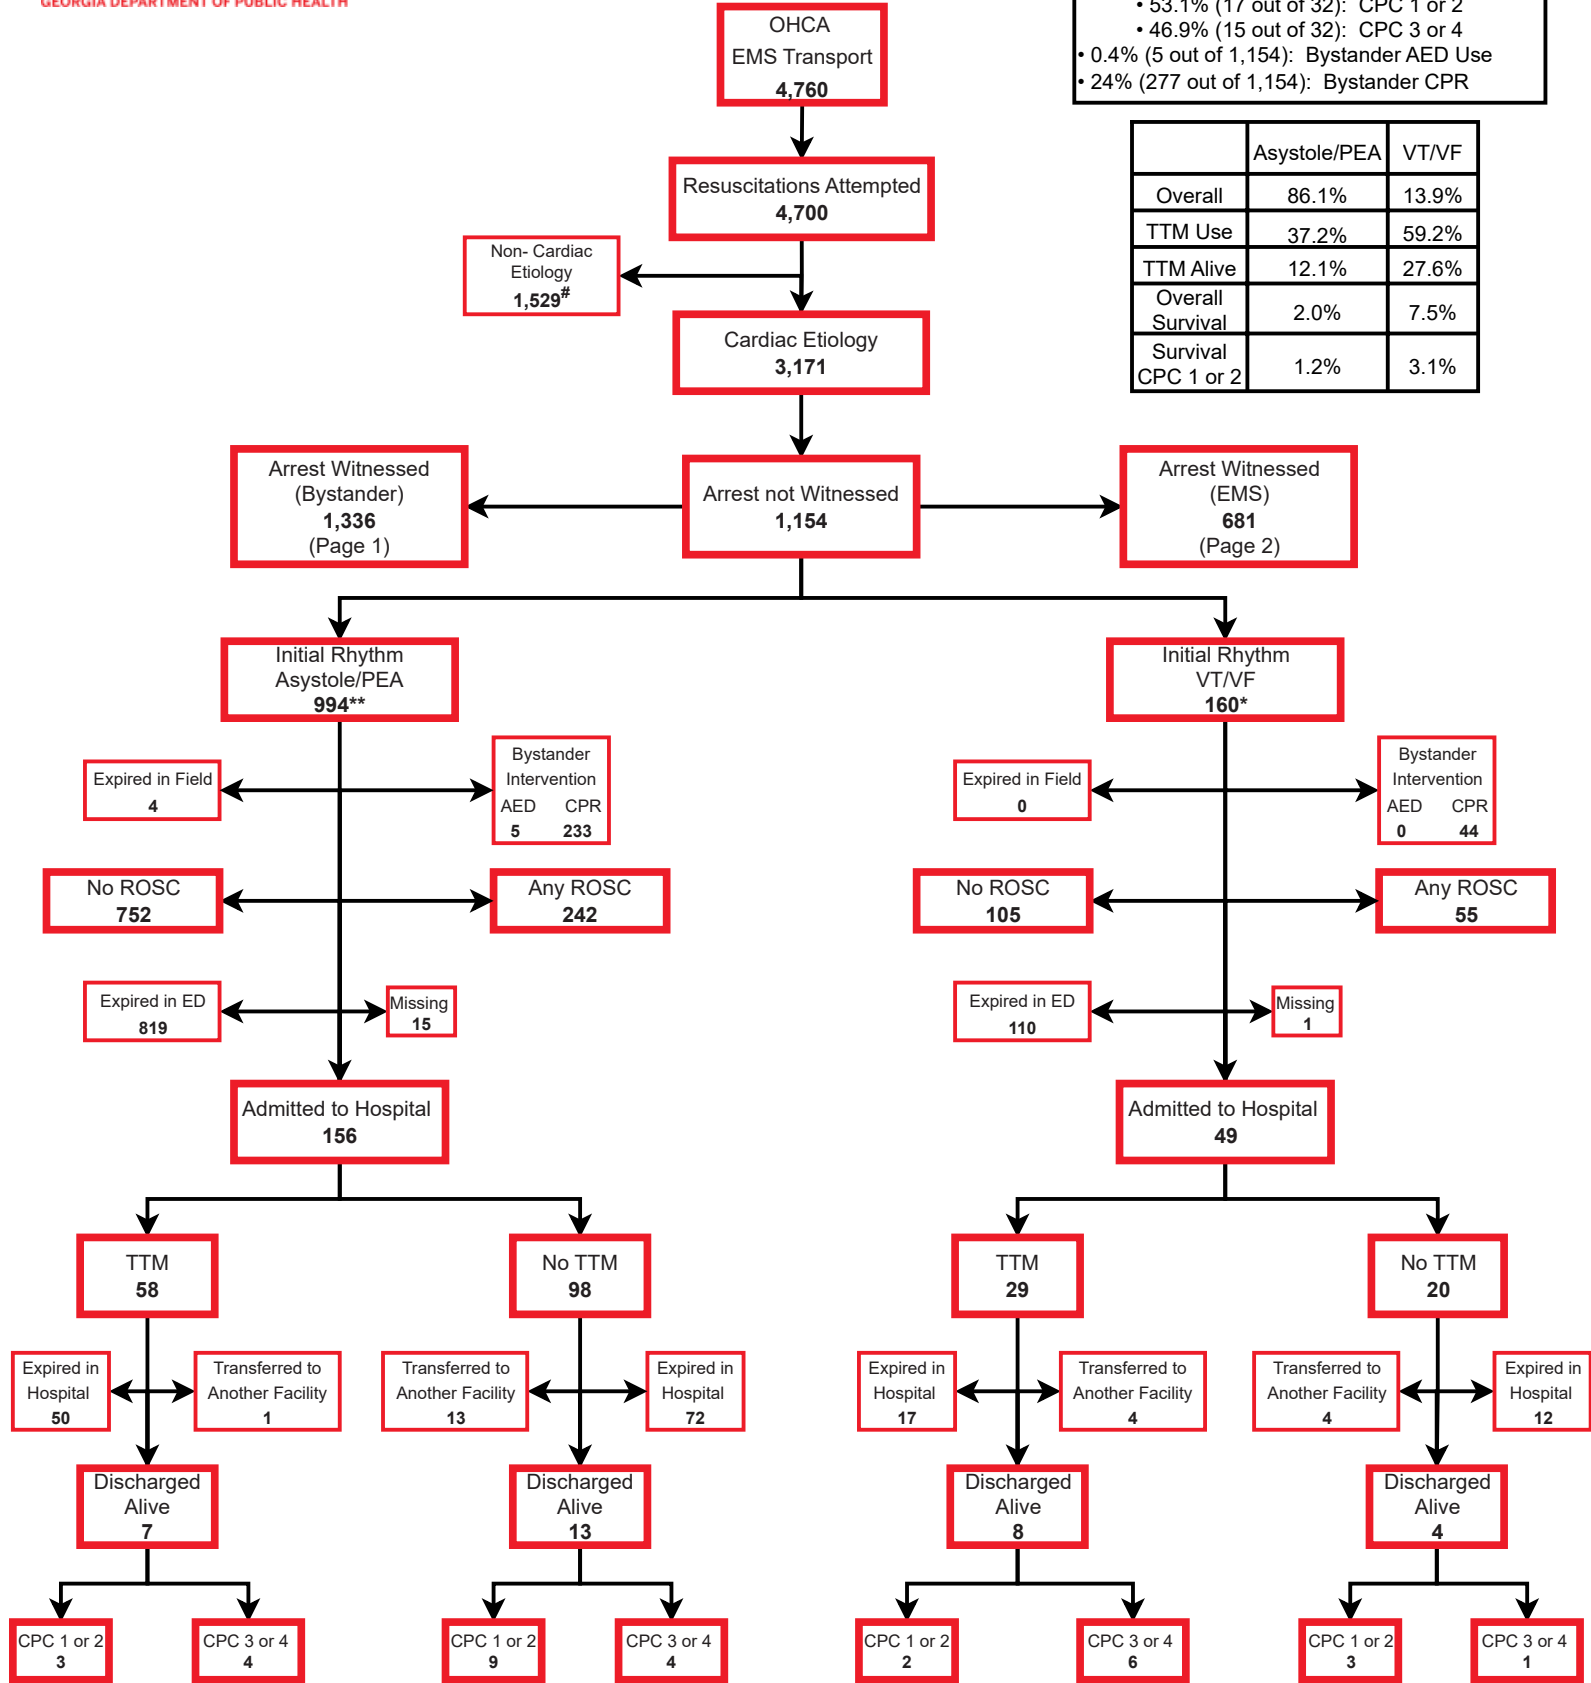 GEORGIA DEPARTMENT OF PUBLIC HEALTH
• 53.1% (17 out of 32): CPC 1 or 2
• 46.9% (15 out of 32): CPC 3 or 4
• 0.4% (5 out of 1,154): Bystander AED Use
• 24% (277 out of 1,154): Bystander CPR
OHCA
EMS Transport
4,760
Asystole/PEA VT/VF
Overall 86.1% 13.9%
TTM Use 37.2% 59.2%
TTM Alive 12.1% 27.6%
Overall
Survival 2.0% 7.5%
Survival
CPC 1 or 2 1.2% 3.1%
Resuscitations Attempted
4,700
Non- Cardiac
Etiology
1,529#
Cardiac Etiology
3,171
Arrest Witnessed
(Bystander)
1,336
(Page 1)
Arrest not Witnessed
1,154
Arrest Witnessed
(EMS)
681
(Page 2)
Initial Rhythm
Asystole/PEA
994**
Expired in Field
4
Bystander
Intervention
AED CPR
5 233
No ROSC
752
Any ROSC
242
Expired in ED
819
Missing
15
Admitted to Hospital
156
TTM
58
No TTM
98
Expired in
Hospital
50
Transferred to
Another Facility
1
Transferred to
Another Facility
13
Expired in
Hospital
72
Discharged
Alive
7
Discharged
Alive
13
CPC 1 or 2
3
CPC 3 or 4
4
CPC 1 or 2
9
CPC 3 or 4
4
Initial Rhythm
VT/VF
160*
Expired in Field
0
Bystander
Intervention
AED CPR
0 44
No ROSC
105
Any ROSC
55
Expired in ED
110
Missing
1
Admitted to Hospital
49
TTM
29
No TTM
20
Expired in
Hospital
17
Transferred to
Another Facility
4
Transferred to
Another Facility
4
Expired in
Hospital
12
Discharged
Alive
8
Discharged
Alive
4
CPC 1 or 2
2
CPC 3 or 4
6
CPC 1 or 2
3
CPC 3 or 4
1